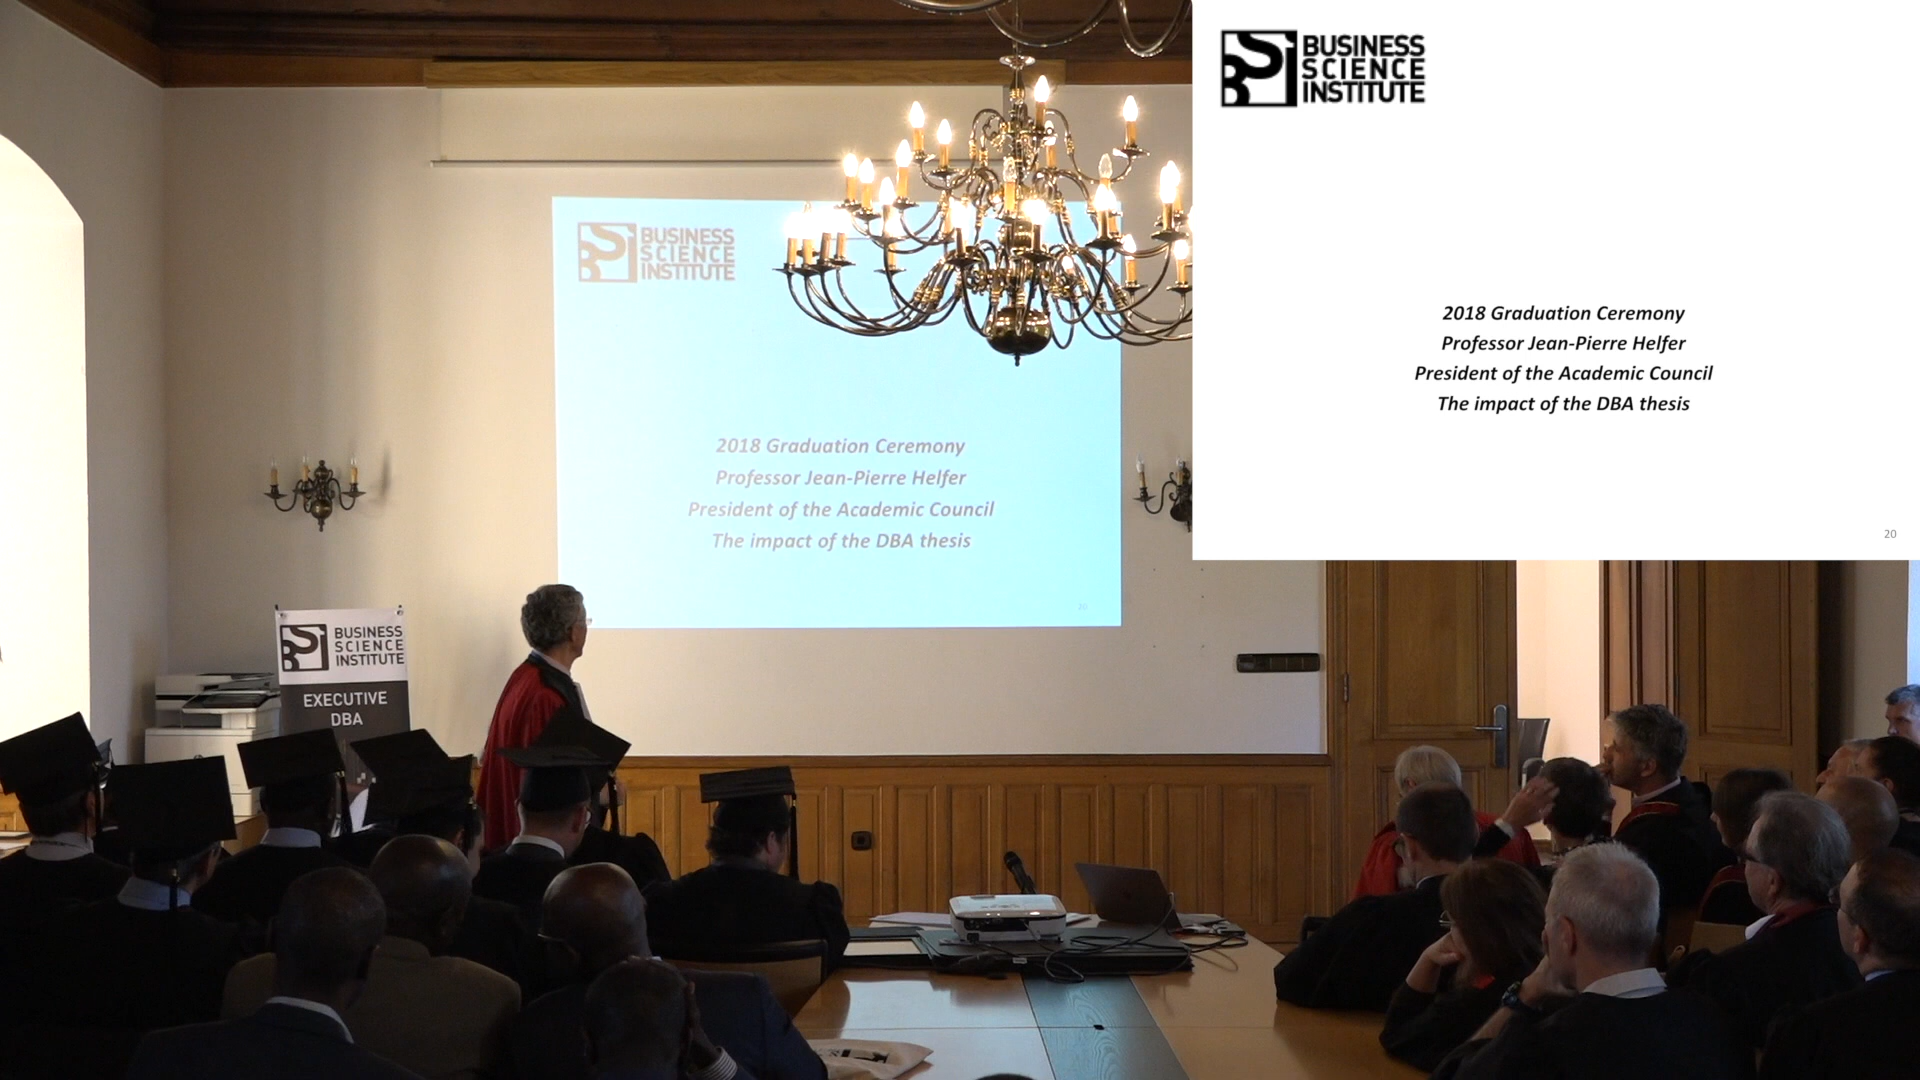 BUSINESS
SCIENCE
INSTITUTE
2018 Graduation Ceremony
Professor Jean-Pierre Helfer
President of the Academic Council
The impact of the DBA thesis
20
BUSINESS
SCIENCE
INSTITUTE
EXECUTIVE
DBA
BUSINESS
SCIENCE
INSTITUTE
2018 Graduation Ceremony
Professor Jean-Pierre Helfer
President of the Academic Council
The impact of the DBA thesis
20